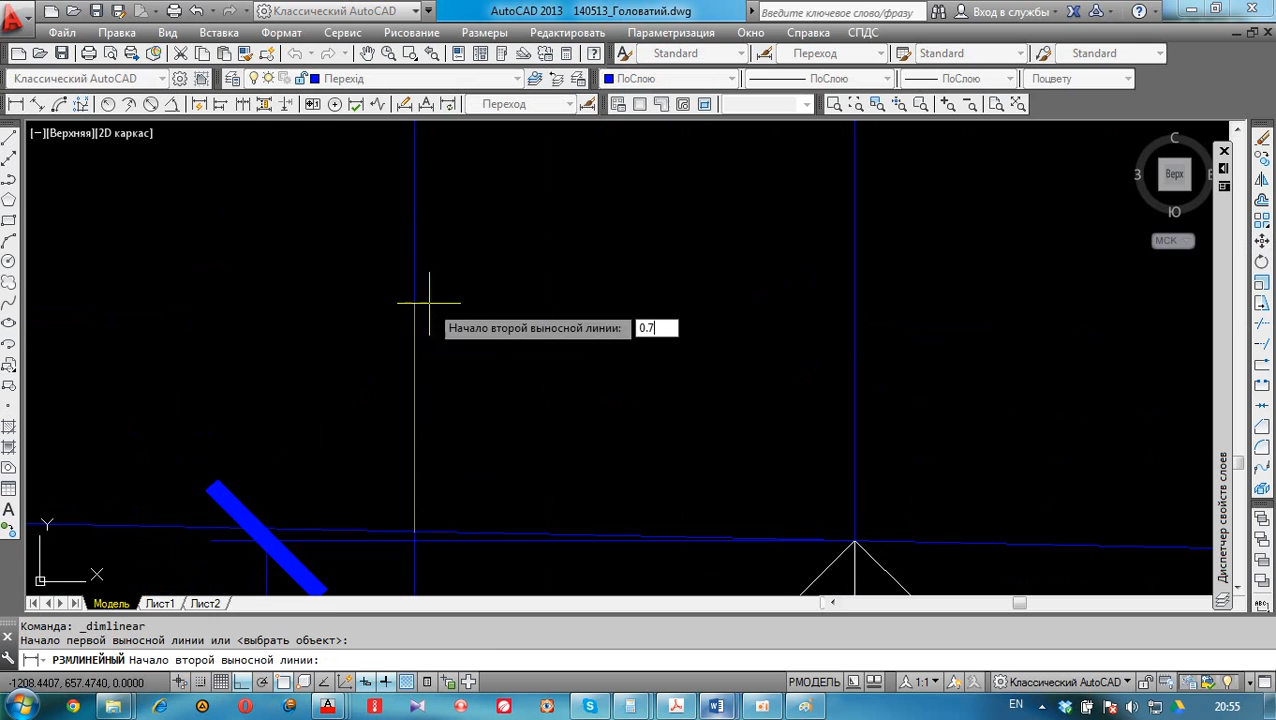 AutoCAD 2013 140513_Головатий.dwg
Классический AutoCAD
Введите ключевое слово/фразу
Вход в службы
Файл Правка Вид Вставка Формат Сервис Рисование Размеры Редактировать Параметризация Окно Справка СПДС
Standard Переход Standard Standard
Классический AutoCAD Перехід ПоСлою ПоСлою ПоСлою Поцвету
Переход
[−][Верхняя][2D каркас]
С
З Верх В
Ю
МСК
Начало второй выносной линии: 0.7
Диспетчер свойств слоев
Y
X
Модель Лист1 Лист2
Команда: _dimlinear
Начало первой выносной линии или <выбрать объект>:
РЗМЛИНЕЙНЫЙ Начало второй выносной линии:
-1208.4407, 657.4740, 0.0000 РМОДЕЛЬ 1:1 Классический AutoCAD
EN 20:55